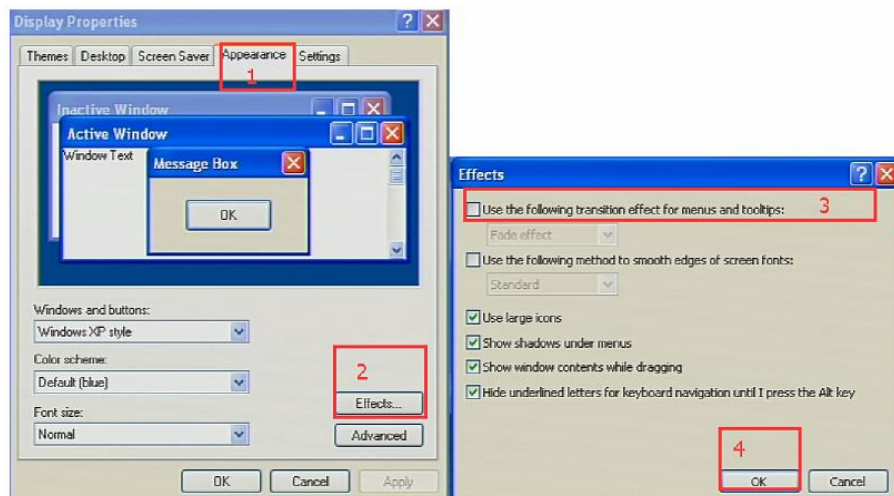 Display Properties
Themes Desktop Screen Saver Appearance Settings
1
Inactive Window
Active Window
Window Text
Message Box
OK
Windows and buttons:
Windows XP style
Color scheme:
Default (blue)
2
Effects...
Font size:
Normal
Advanced
OK Cancel Apply
Effects
Use the following transition effect for menus and tooltips: 3
Fade effect
Use the following method to smooth edges of screen fonts:
Standard
Use large icons
Show shadows under menus
Show window contents while dragging
Hide underlined letters for keyboard navigation until I press the Alt key
4
OK Cancel